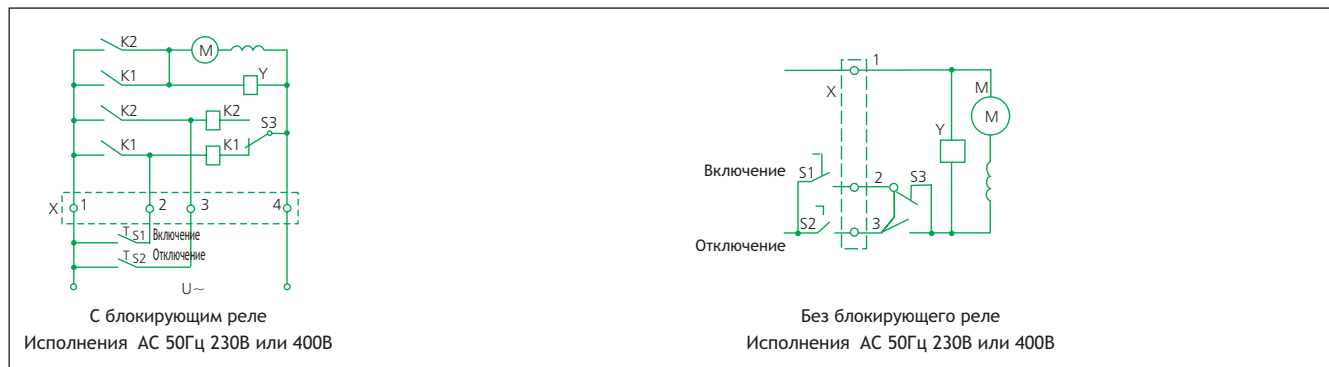 K2
M
K1
Y
K2
K2
S3
K1
K1
X
1
2
3
4
T S1 Включение
T S2 Отключение
U~
С блокирующим реле
Исполнения АС 50Гц 230В или 400В
1
X
M
M
Y
Включение
S1
2
S3
S2
3
Отключение
Без блокирующего реле
Исполнения АС 50Гц 230В или 400В